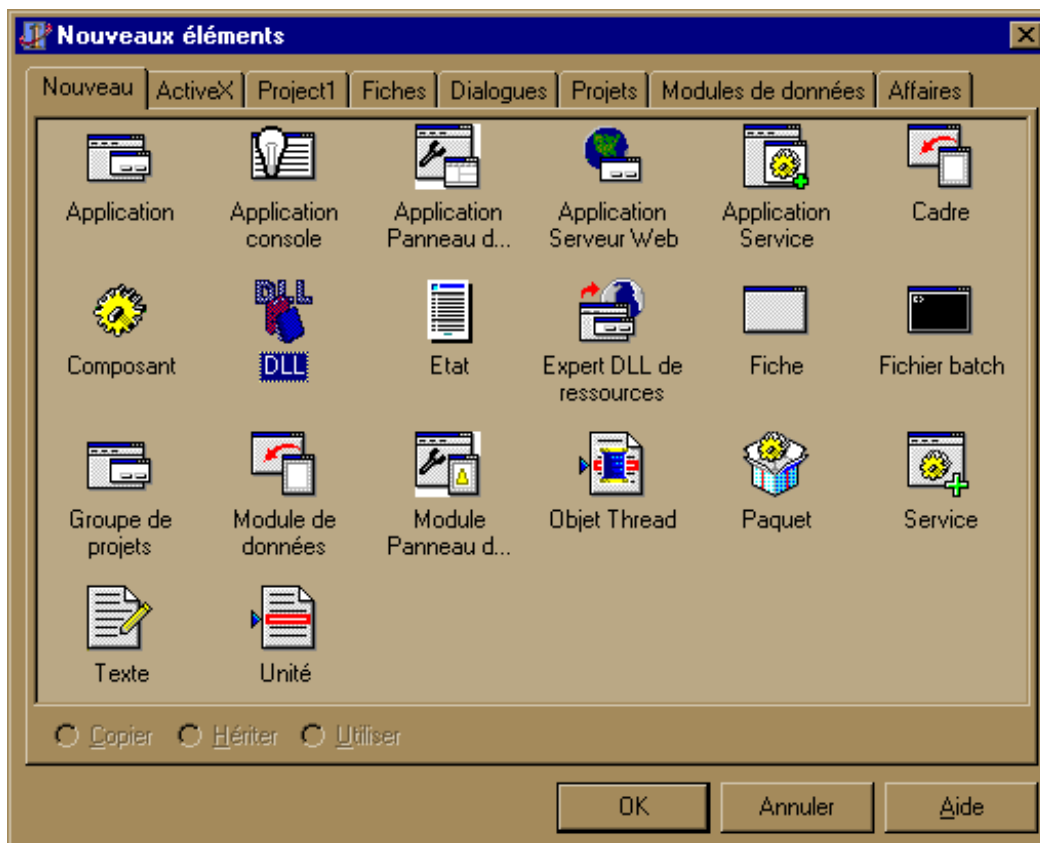 Nouveaux éléments
Nouveau ActiveX Project1 Fiches Dialogues Projets Modules de données Affaires
Application
Application console
Application Panneau d...
Application Serveur Web
Application Service
Cadre
Composant
DLL
DLL
Etat
Expert DLL de ressources
Fiche
Fichier batch
Groupe de projets
Module de données
Module Panneau d...
Objet Thread
Paquet
Service
Texte
Unité
Copier Hériter Utiliser
OK Annuler Aide